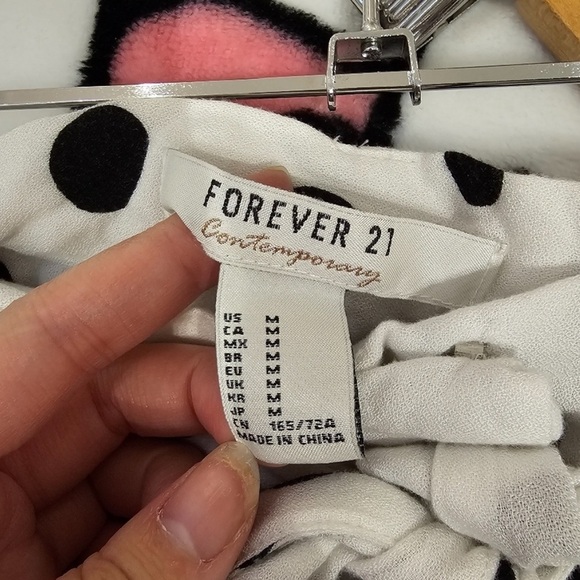 FOREVER 21
Contemporary
US M
CA M
MX M
BR M
EU M
UK M
KR M
JP M
CN 165/72A
MADE IN CHINA